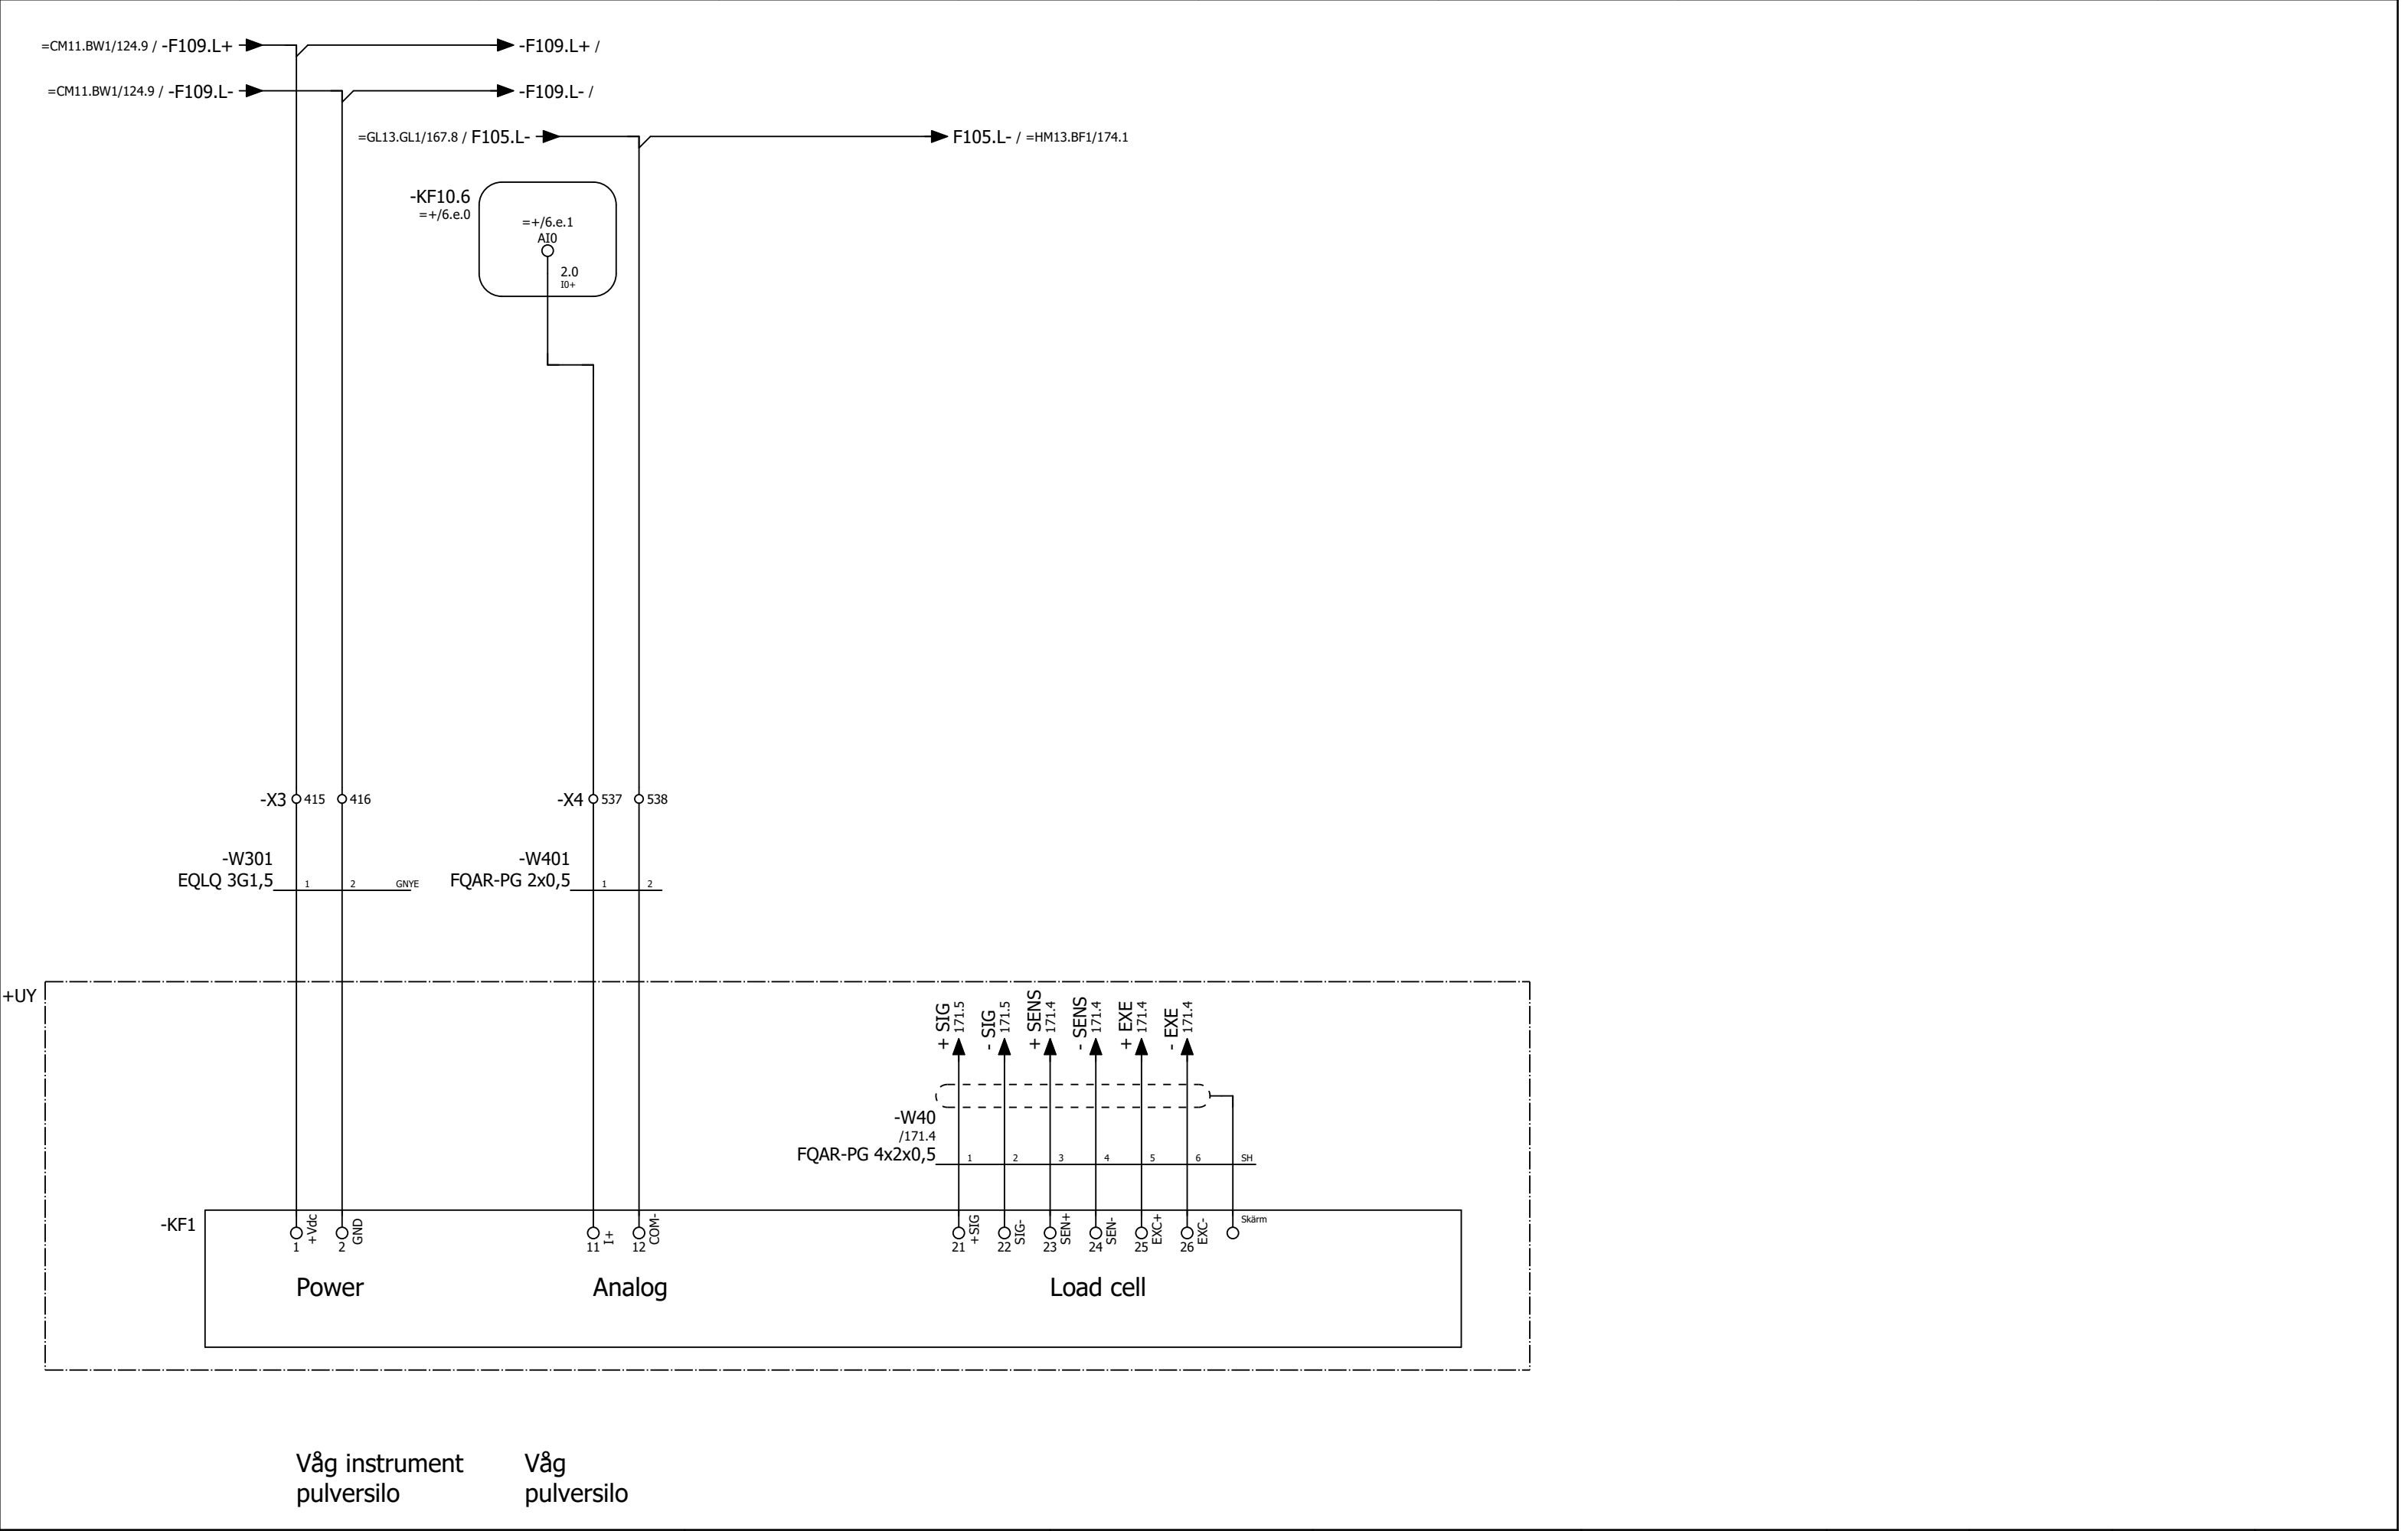 =CM11.BW1/124.9 / -F109.L+
-F109.L+ /
=CM11.BW1/124.9 / -F109.L-
-F109.L- /
=GL13.GL1/167.8 / F105.L-
F105.L- / =HM13.BF1/174.1
-KF10.6
=+/6.e.0
=+/6.e.1
AI0
2.0
I0+
-X3 415 416
-X4 537 538
-W301
EQLQ 3G1,5
1 2 GNYE
-W401
FQAR-PG 2x0,5
1 2
+UY
+ SIG
171.5
- SIG
171.5
+ SENS
171.4
- SENS
171.4
+ EXE
171.4
- EXE
171.4
-W40
/171.4
FQAR-PG 4x2x0,5
1 2 3 4 5 6 SH
-KF1
1 +Vdc
2 GND
11 I+
12 COM-
21 +SIG
22 SIG-
23 SEN+
24 SEN-
25 EXC+
26 EXC-
Skärm
Power
Analog
Load cell
Våg instrument
pulversilo
Våg
pulversilo